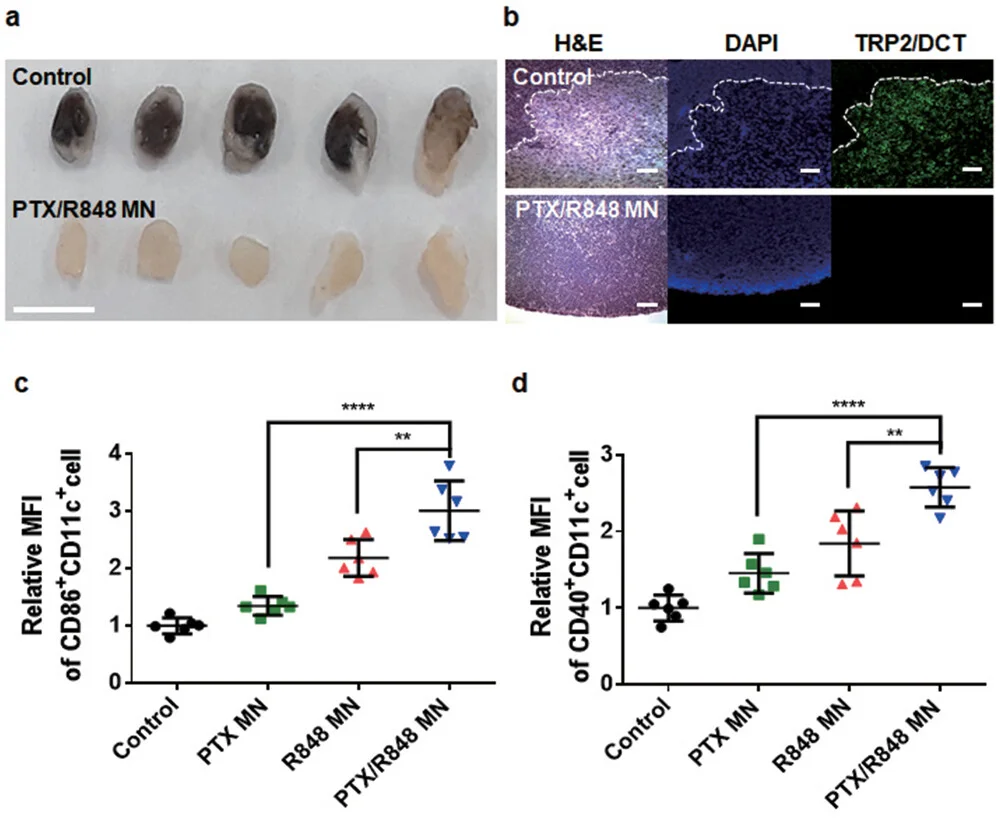 a
Control
PTX/R848 MN
b
H&E DAPI TRP2/DCT
Control
PTX/R848 MN
c
****
**
4
3
2
1
0
Relative MFI
of CD86⁺CD11c⁺cell
Control
PTX MN
R848 MN
PTX/R848 MN
d
****
**
3
2
1
0
Relative MFI
of CD40⁺CD11c⁺cell
Control
PTX MN
R848 MN
PTX/R848 MN